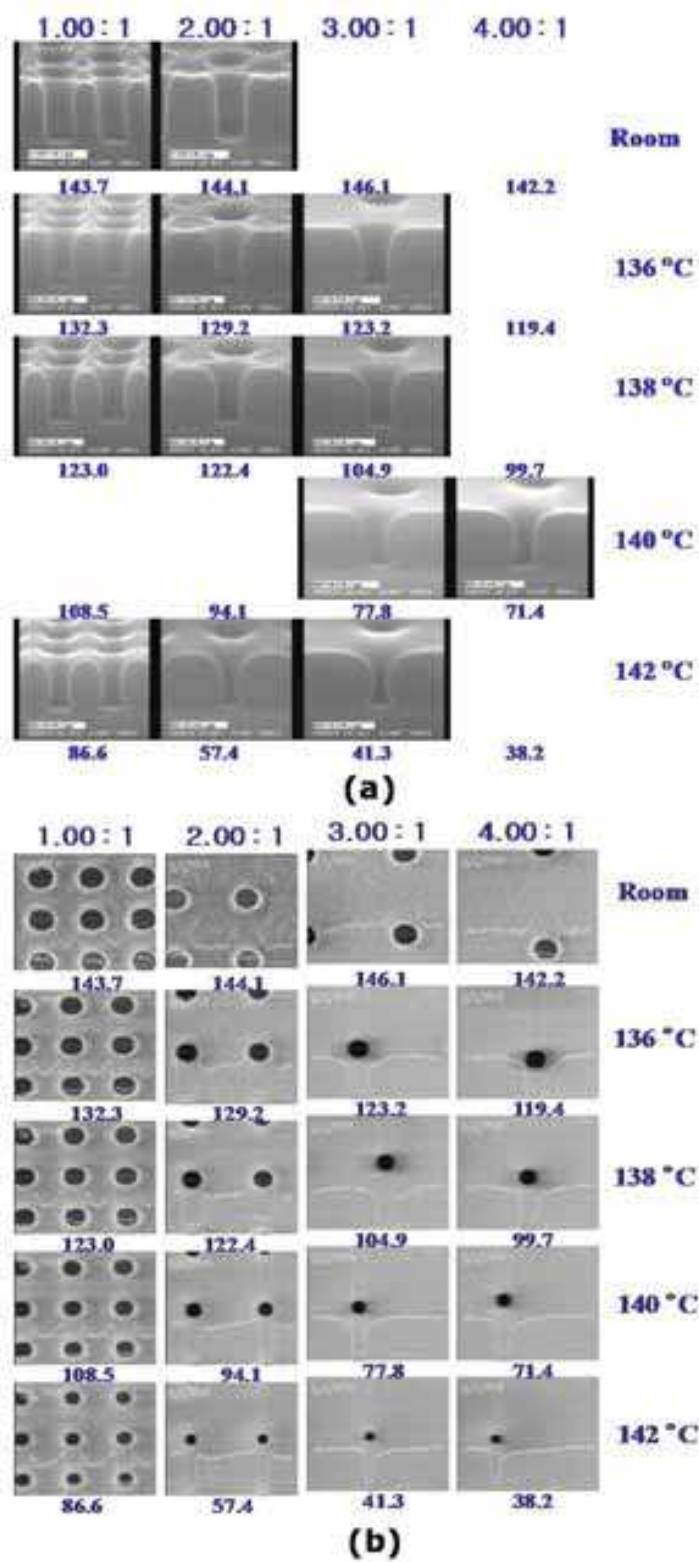 1.00 : 1 2.00 : 1 3.00 : 1 4.00 : 1
Room
143.7 144.1 146.1 142.2
136 °C
132.3 129.2 123.2 119.4
138 °C
123.0 122.4 104.9 99.7
140 °C
108.5 94.1 77.8 71.4
142 °C
86.6 57.4 41.3 38.2
(a)
1.00 : 1 2.00 : 1 3.00 : 1 4.00 : 1
Room
143.7 144.1 146.1 142.2
136 °C
132.3 129.2 123.2 119.4
138 °C
123.0 122.4 104.9 99.7
140 °C
108.5 94.1 77.8 71.4
142 °C
86.6 57.4 41.3 38.2
(b)